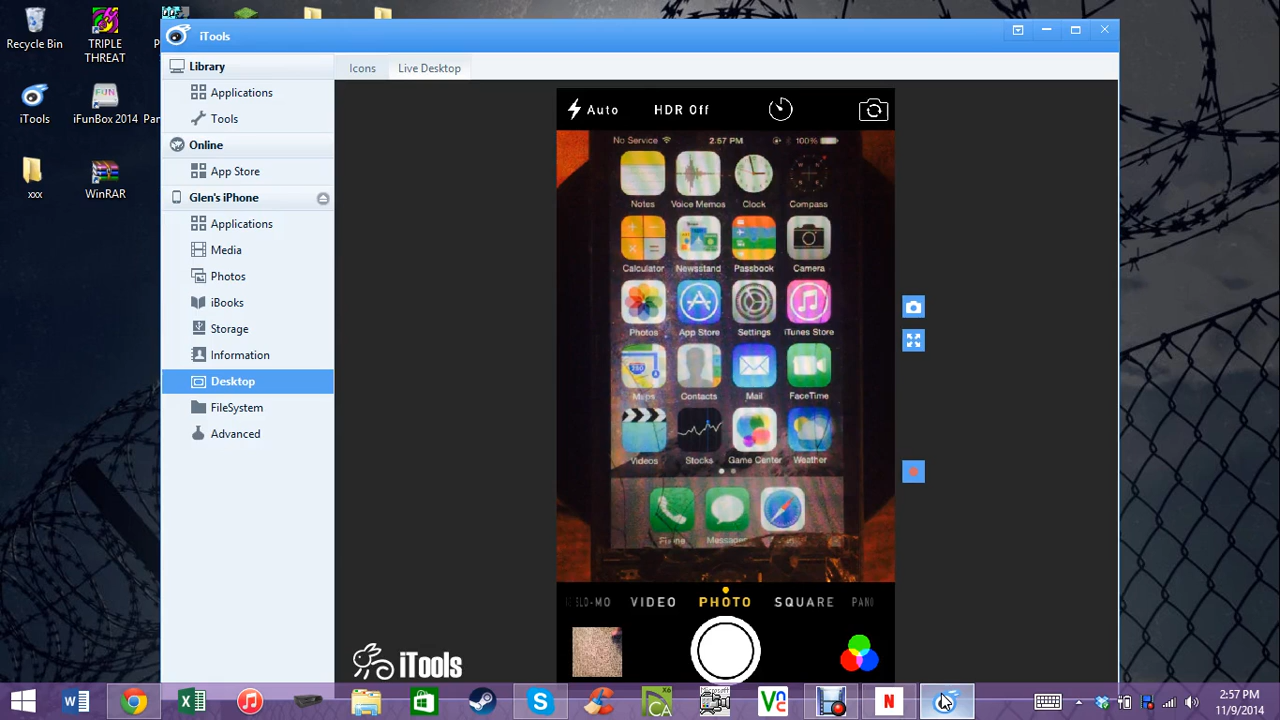 Recycle Bin
TRIPLE
THREAT
iTools
iFunBox 2014
xxx
WinRAR
iTools
Library
Applications
Tools
Online
App Store
Glen's iPhone
Applications
Media
Photos
iBooks
Storage
Information
Desktop
FileSystem
Advanced
Icons
Live Desktop
Auto
HDR Off
No Service
2:57 PM
100%
Notes
Voice Memos
Clock
Compass
Calculator
Newsstand
Passbook
Camera
Photos
App Store
Settings
iTunes Store
Maps
Contacts
Mail
FaceTime
Videos
Stocks
Game Center
Weather
Phone
Messages
VIDEO
PHOTO
SQUARE
PANO
iTools
2:57 PM
11/9/2014